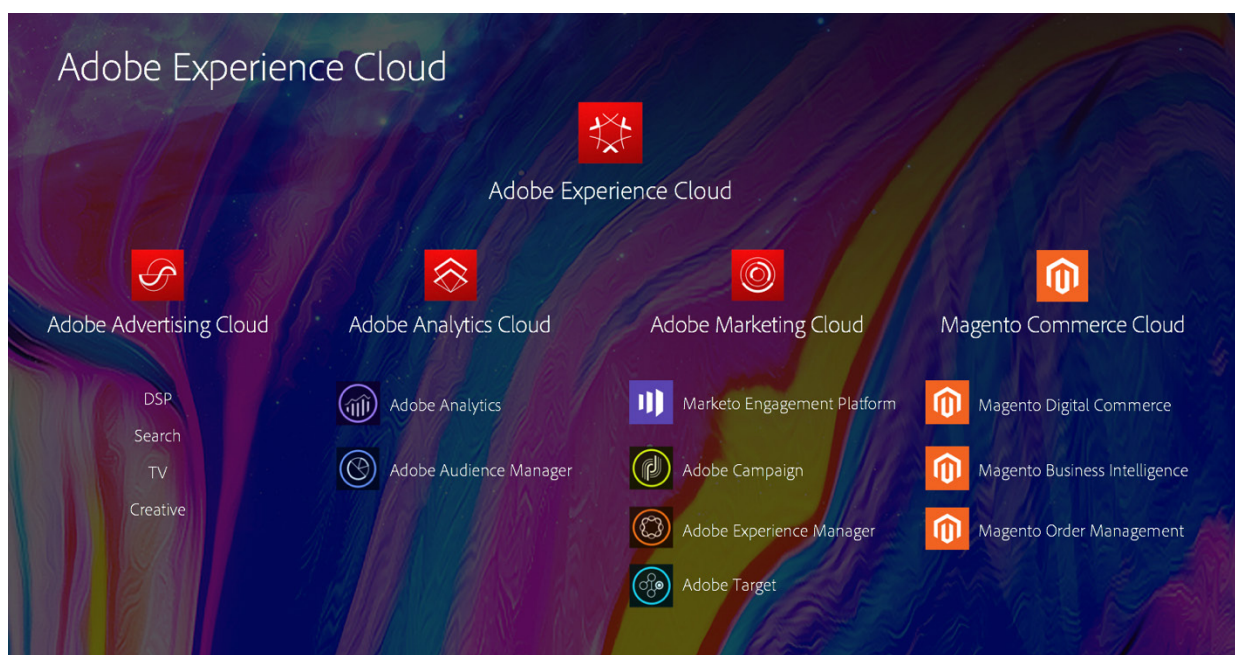 Adobe Experience Cloud
Adobe Experience Cloud
Adobe Advertising Cloud
DSP
Search
TV
Creative
Adobe Analytics Cloud
Adobe Analytics
Adobe Audience Manager
Adobe Marketing Cloud
Marketo Engagement Platform
Adobe Campaign
Adobe Experience Manager
Adobe Target
Magento Commerce Cloud
Magento Digital Commerce
Magento Business Intelligence
Magento Order Management